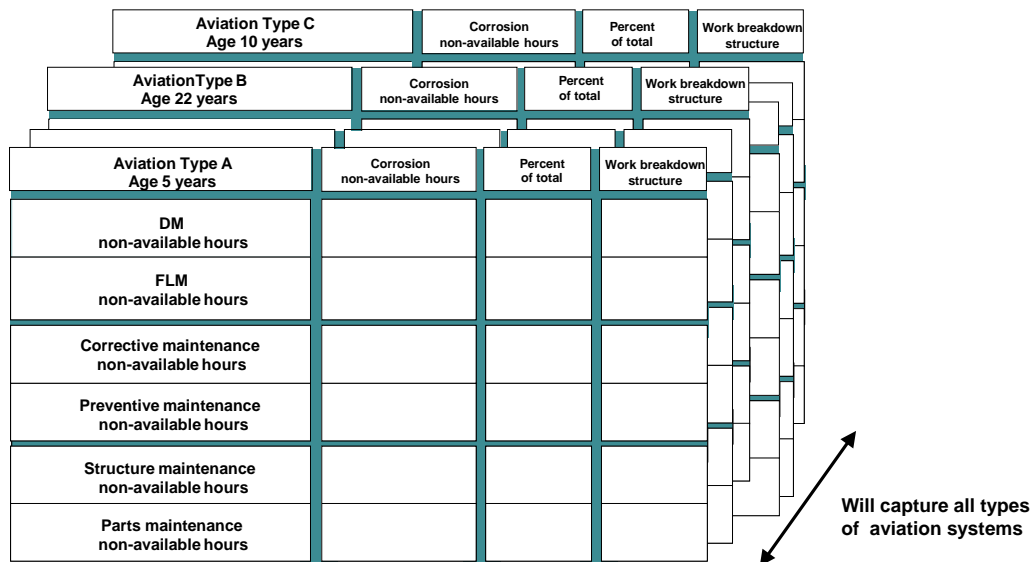 Aviation Type C
Age 10 years
Corrosion
non-available hours
Percent
of total
Work breakdown
structure
AviationType B
Age 22 years
Corrosion
non-available hours
Percent
of total
Work breakdown
structure
Aviation Type A
Age 5 years
Corrosion
non-available hours
Percent
of total
Work breakdown
structure
DM
non-available hours
FLM
non-available hours
Corrective maintenance
non-available hours
Preventive maintenance
non-available hours
Structure maintenance
non-available hours
Parts maintenance
non-available hours
Will capture all types
of aviation systems